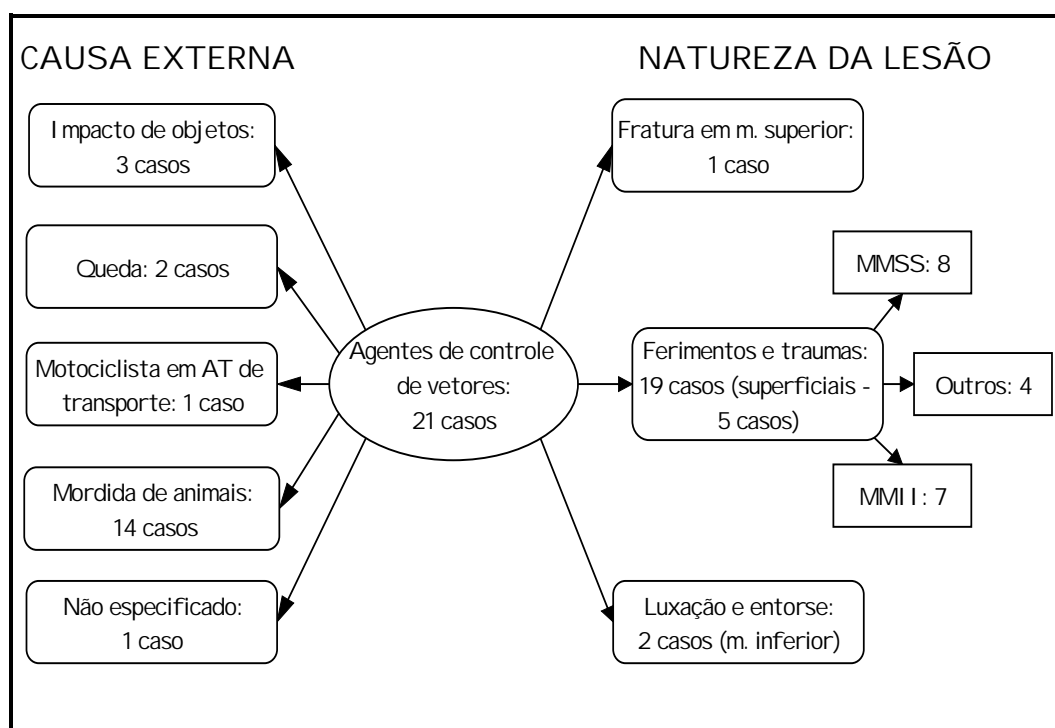 CAUSA EXTERNA
Impacto de objetos:
3 casos
Queda: 2 casos
Motociclista em AT de
transporte: 1 caso
Mordida de animais:
14 casos
Não especificado:
1 caso
Agentes de controle
de vetores:
21 casos
NATUREZA DA LESÃO
Fratura em m. superior:
1 caso
Ferimentos e traumas:
19 casos (superficiais -
5 casos)
MMSS: 8
Outros: 4
MMII: 7
Luxação e entorse:
2 casos (m. inferior)